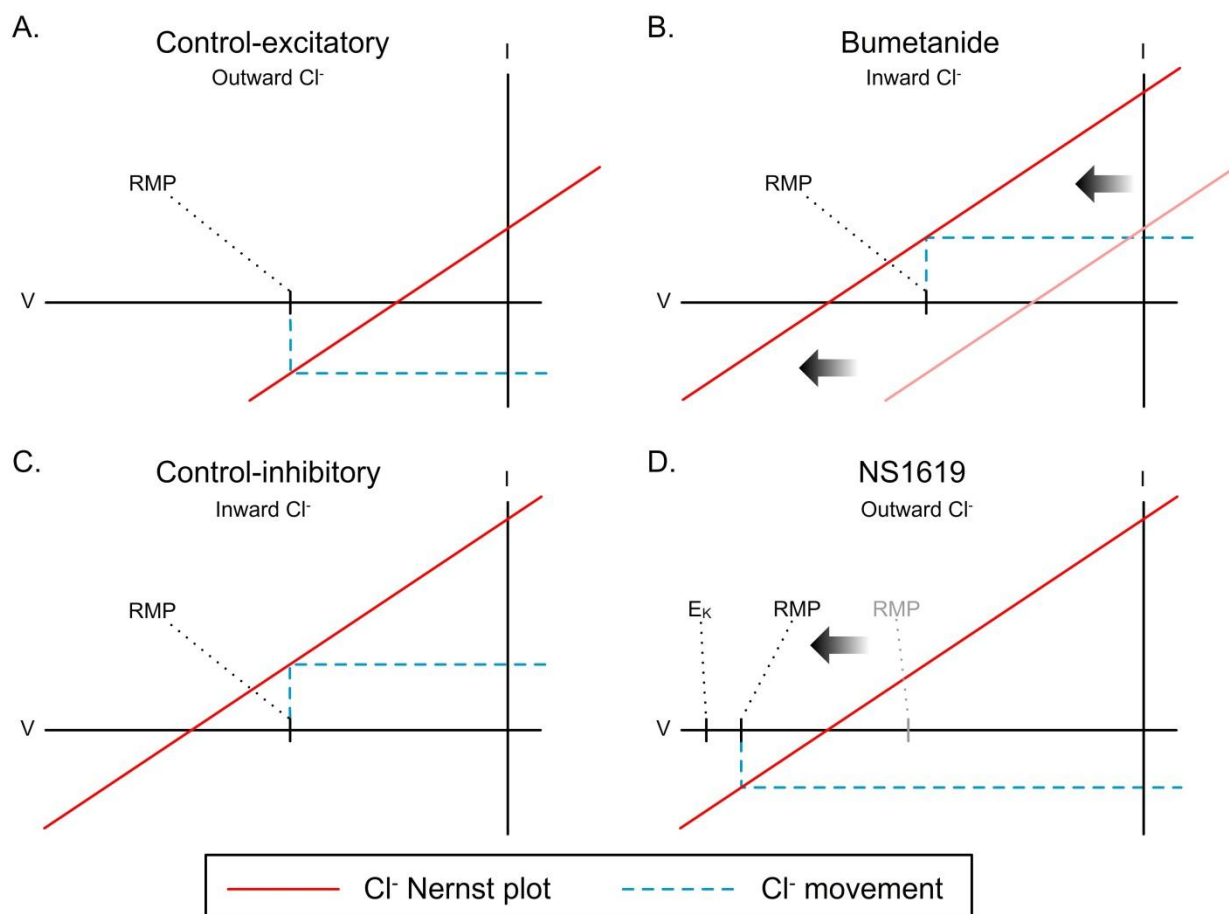 A.
Control-excitatory
Outward Cl⁻
I
RMP
V
B.
Bumetanide
Inward Cl⁻
I
RMP
V
C.
Control-inhibitory
Inward Cl⁻
I
RMP
V
D.
NS1619
Outward Cl⁻
I
Eₖ RMP RMP
V
Cl⁻ Nernst plot Cl⁻ movement